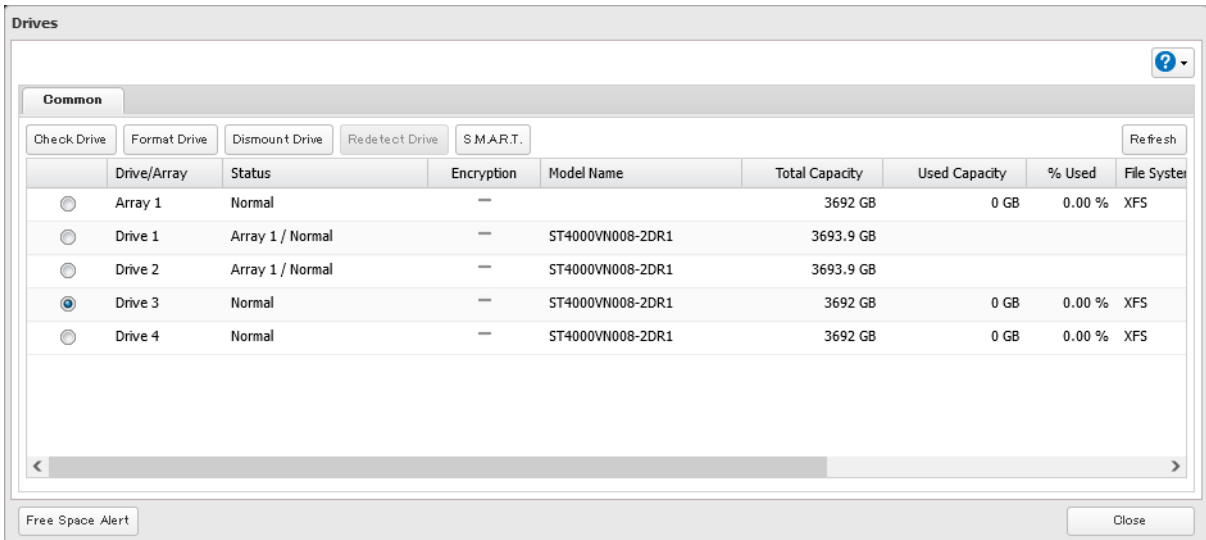 Drives
Common
Check Drive Format Drive Dismount Drive Redetect Drive S.M.A.R.T. Refresh
Drive/Array Status Encryption Model Name Total Capacity Used Capacity % Used File Syster
Array 1 Normal — 3692 GB 0 GB 0.00 % XFS
Drive 1 Array 1 / Normal — ST4000VN008-2DR1 3693.9 GB
Drive 2 Array 1 / Normal — ST4000VN008-2DR1 3693.9 GB
Drive 3 Normal — ST4000VN008-2DR1 3692 GB 0 GB 0.00 % XFS
Drive 4 Normal — ST4000VN008-2DR1 3692 GB 0 GB 0.00 % XFS
Free Space Alert Close